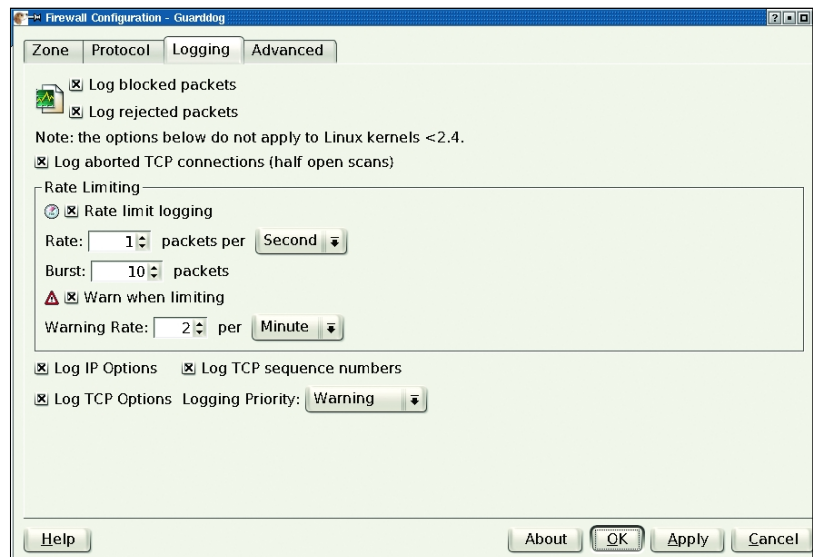 Firewall Configuration - Guarddog
Zone Protocol Logging Advanced
Log blocked packets
Log rejected packets
Note: the options below do not apply to Linux kernels <2.4.
Log aborted TCP connections (half open scans)
Rate Limiting
Rate limit logging
Rate: 1 packets per Second
Burst: 10 packets
Warn when limiting
Warning Rate: 2 per Minute
Log IP Options Log TCP sequence numbers
Log TCP Options Logging Priority: Warning
Help About OK Apply Cancel